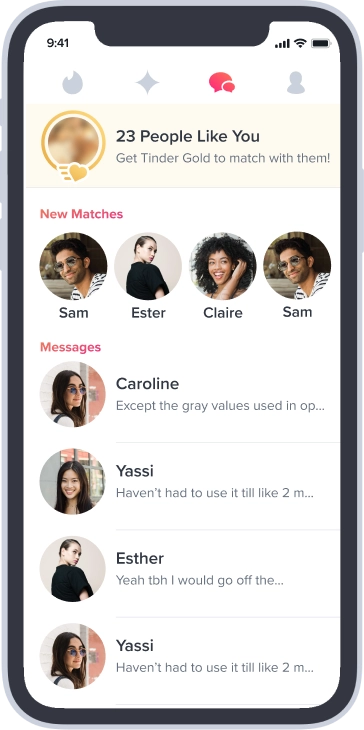 9:41
23 People Like You
Get Tinder Gold to match with them!
New Matches
Sam Ester Claire Sam
Messages
Caroline
Except the gray values used in op...
Yassi
Haven't had to use it till like 2 m...
Esther
Yeah tbh I would go off the...
Yassi
Haven't had to use it till like 2 m...